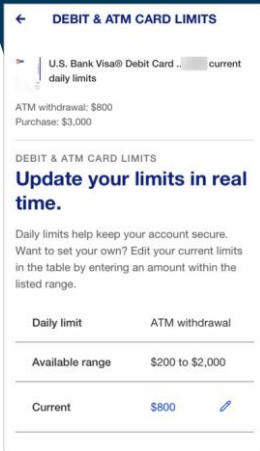 DEBIT & ATM CARD LIMITS
U.S. Bank Visa® Debit Card .. current
daily limits
ATM withdrawal: $800
Purchase: $3,000
DEBIT & ATM CARD LIMITS
Update your limits in real
time.
Daily limits help keep your account secure.
Want to set your own? Edit your current limits
in the table by entering an amount within the
listed range.
Daily limit ATM withdrawal
Available range $200 to $2,000
Current $800